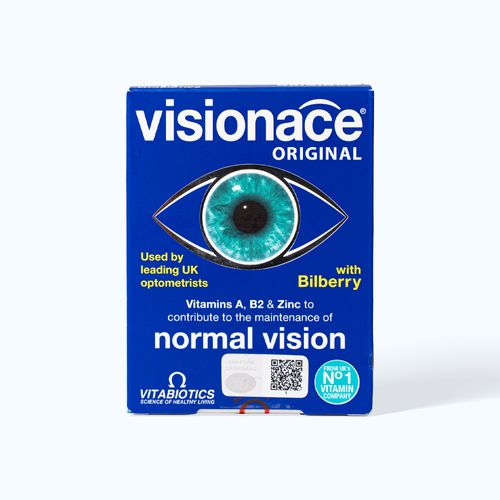 visionace®
ORIGINAL
Used by
leading UK
optometrists
with
Bilberry
Vitamins A, B2 & Zinc to
contribute to the maintenance of
normal vision
VITABIOTICS
SCIENCE OF HEALTHY LIVING
FROM UK'S
Nº1
VITAMIN
COMPANY